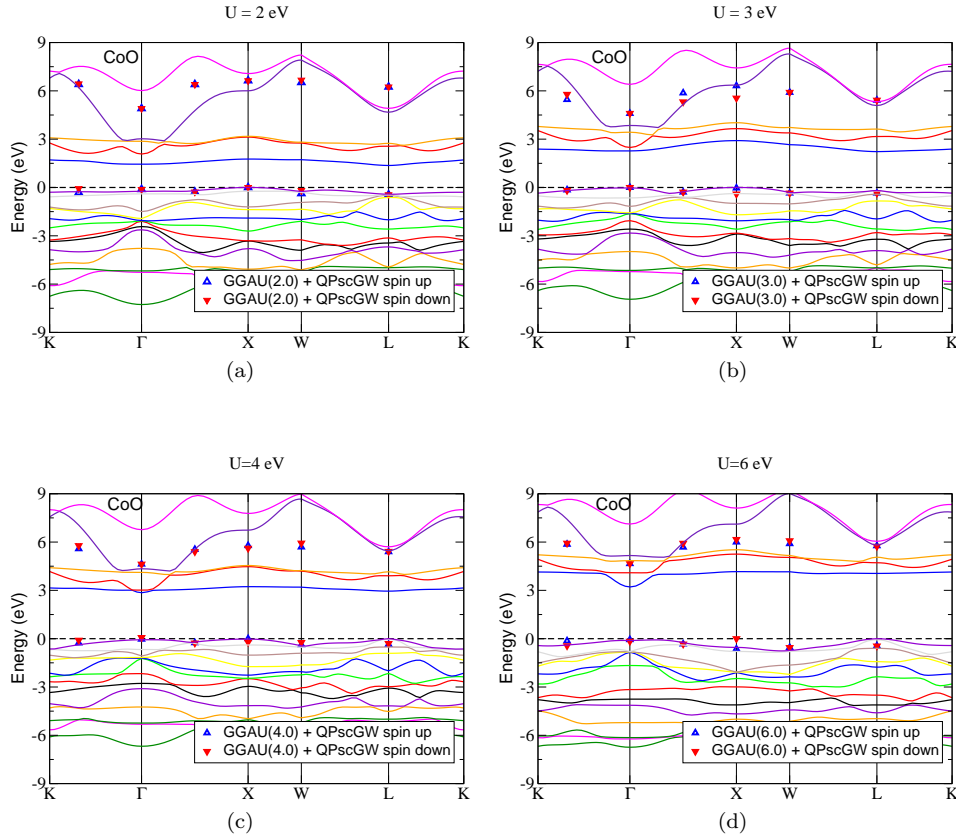 U = 2 eV
CoO
Energy (eV)
9
6
3
0
-3
-6
-9
GGAU(2.0) + QPscGW spin up
GGAU(2.0) + QPscGW spin down
K Γ X W L K
(a)
U = 3 eV
CoO
Energy (eV)
9
6
3
0
-3
-6
-9
GGAU(3.0) + QPscGW spin up
GGAU(3.0) + QPscGW spin down
K Γ X W L K
(b)
U=4 eV
CoO
Energy (eV)
9
6
3
0
-3
-6
-9
GGAU(4.0) + QPscGW spin up
GGAU(4.0) + QPscGW spin down
K Γ X W L K
(c)
U=6 eV
CoO
Energy (eV)
9
6
3
0
-3
-6
-9
GGAU(6.0) + QPscGW spin up
GGAU(6.0) + QPscGW spin down
K Γ X W L K
(d)